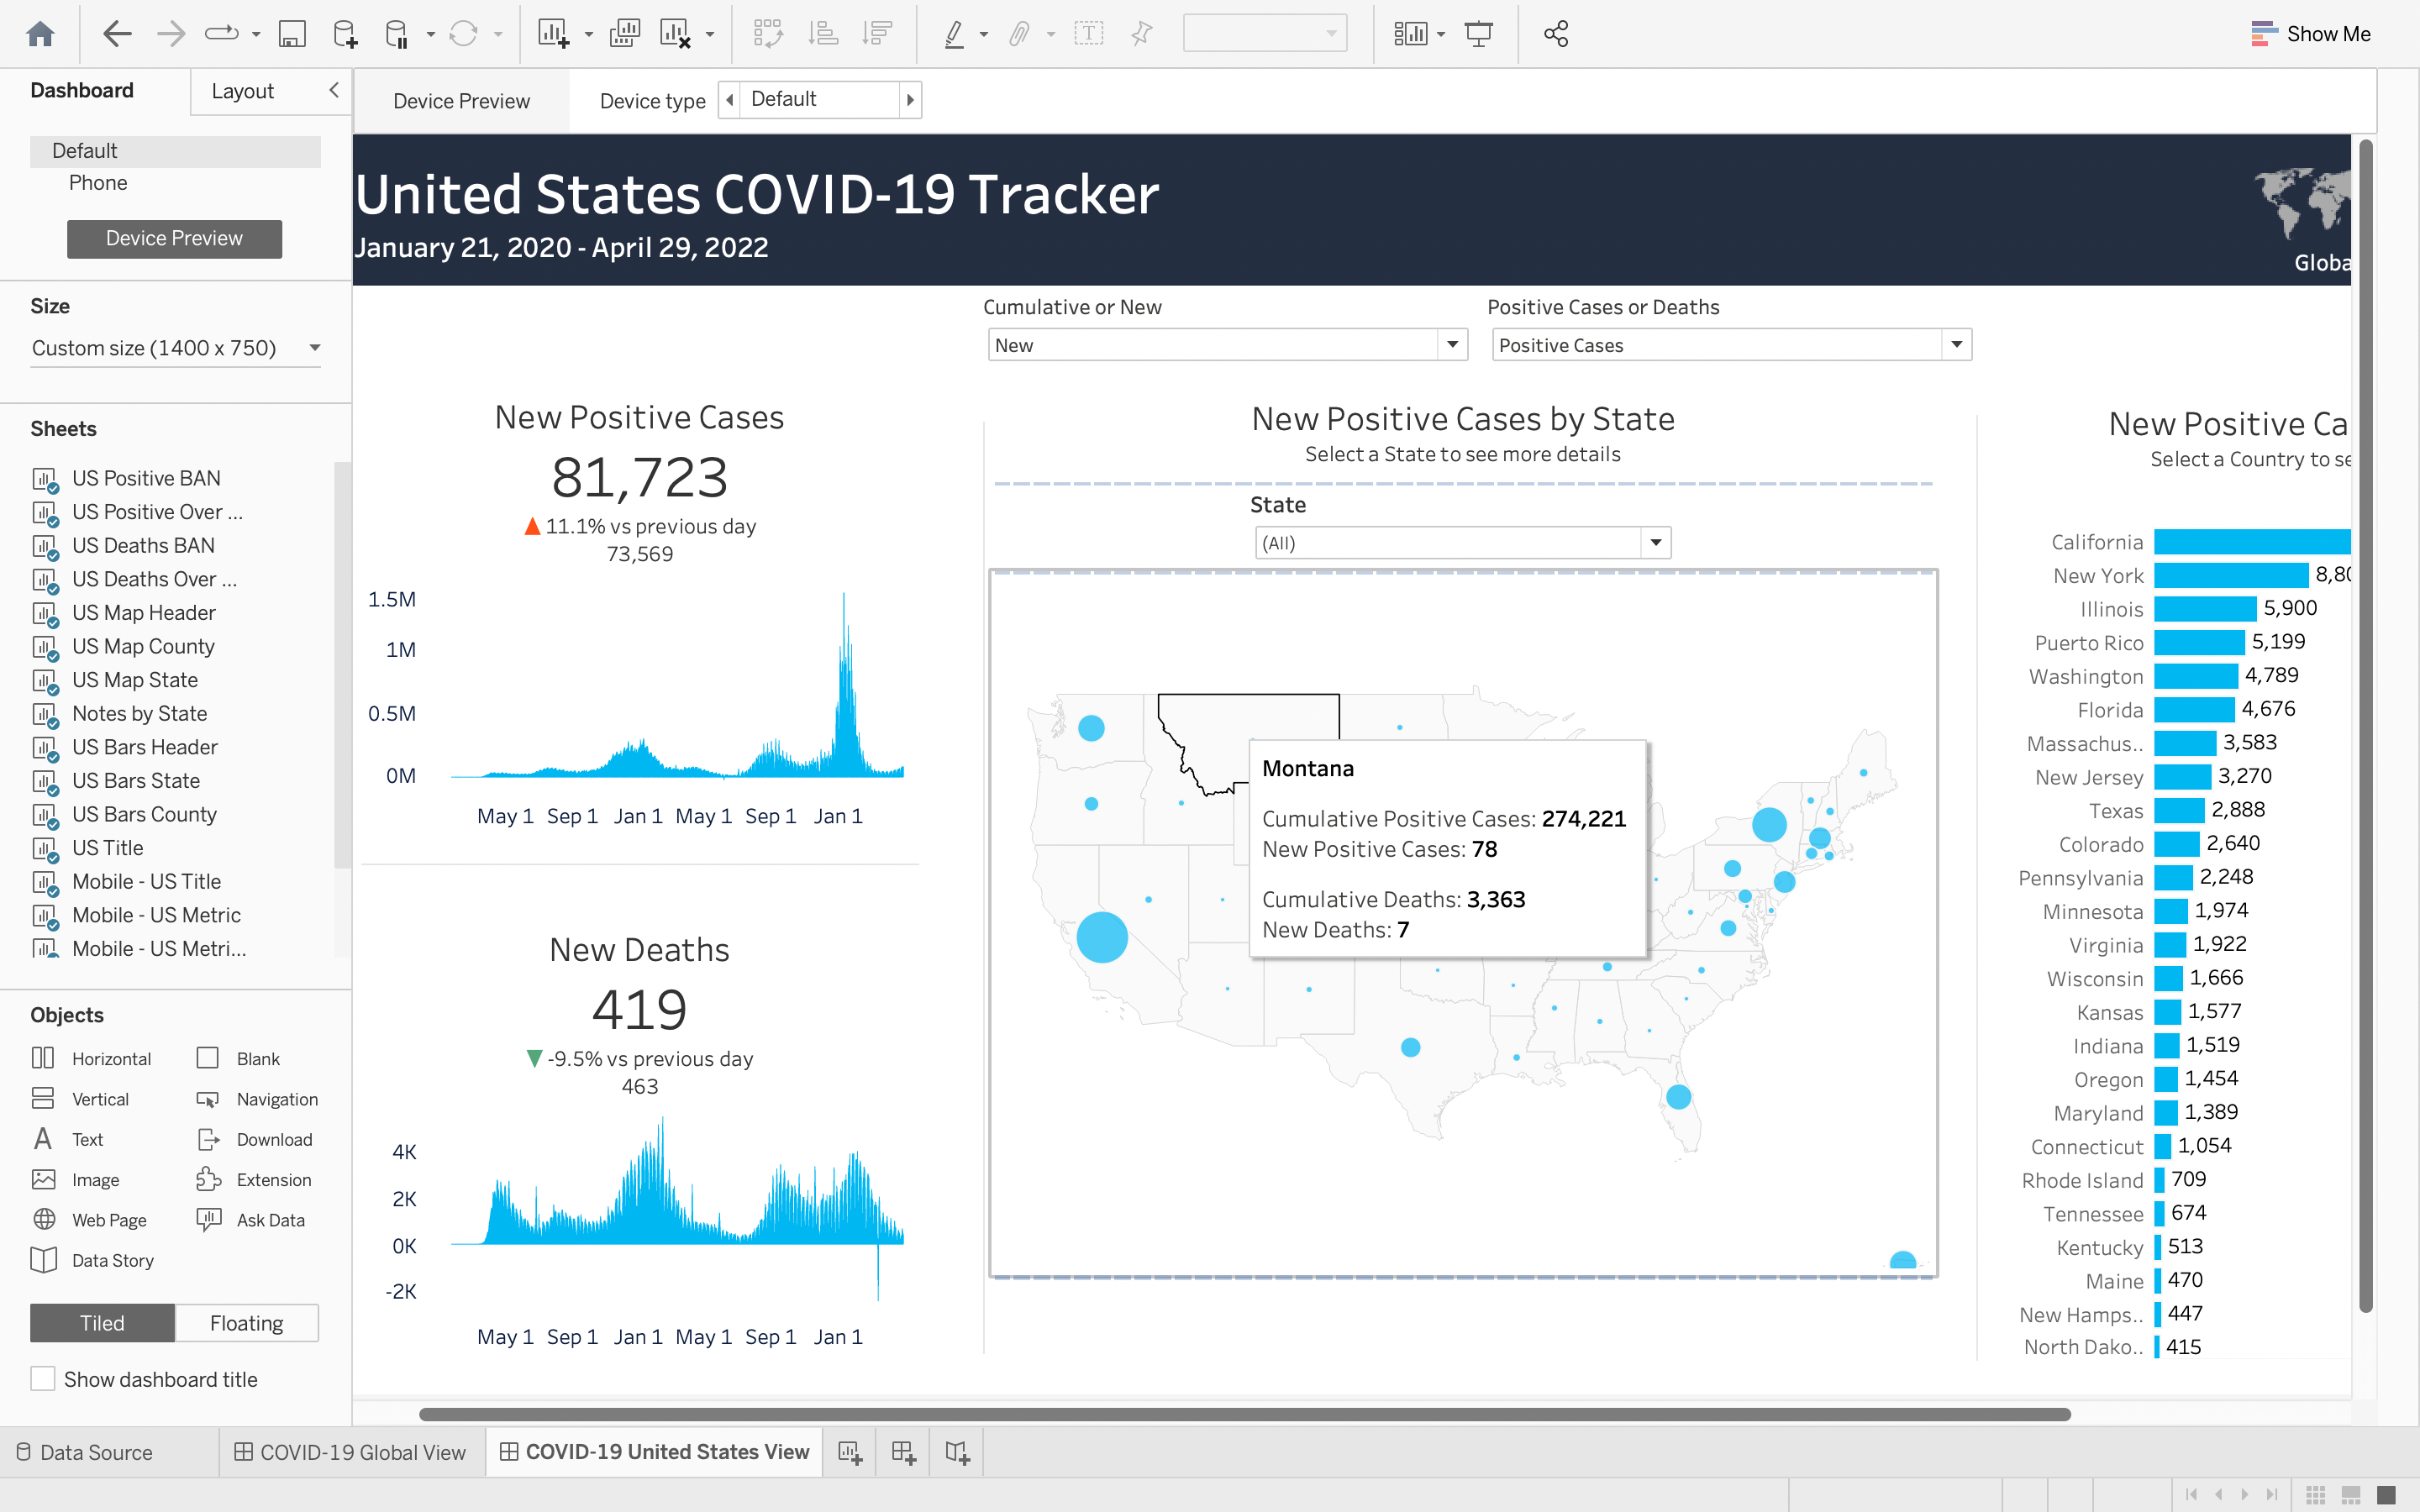 Show Me
Dashboard
Layout
Device Preview
Device type
Default
Default
Phone
Device Preview
Size
Custom size (1400 x 750)
Sheets
US Positive BAN
US Positive Over ...
US Deaths BAN
US Deaths Over ...
US Map Header
US Map County
US Map State
Notes by State
US Bars Header
US Bars State
US Bars County
US Title
Mobile - US Title
Mobile - US Metric
Mobile - US Metri...
Objects
Horizontal
Blank
Vertical
Navigation
Text
Download
Image
Extension
Web Page
Ask Data
Data Story
Tiled
Floating
Show dashboard title
United States COVID-19 Tracker
January 21, 2020 - April 29, 2022
Globa
Cumulative or New
New
Positive Cases or Deaths
Positive Cases
New Positive Cases
81,723
▲ 11.1% vs previous day
73,569
1.5M
1M
0.5M
0M
May 1 Sep 1 Jan 1 May 1 Sep 1 Jan 1
New Deaths
419
▼ -9.5% vs previous day
463
4K
2K
0K
-2K
May 1 Sep 1 Jan 1 May 1 Sep 1 Jan 1
New Positive Cases by State
Select a State to see more details
State
(All)
Montana
Cumulative Positive Cases: 274,221
New Positive Cases: 78
Cumulative Deaths: 3,363
New Deaths: 7
New Positive Ca
Select a Country to se
California
New York 8,80
Illinois 5,900
Puerto Rico 5,199
Washington 4,789
Florida 4,676
Massachus.. 3,583
New Jersey 3,270
Texas 2,888
Colorado 2,640
Pennsylvania 2,248
Minnesota 1,974
Virginia 1,922
Wisconsin 1,666
Kansas 1,577
Indiana 1,519
Oregon 1,454
Maryland 1,389
Connecticut 1,054
Rhode Island 709
Tennessee 674
Kentucky 513
Maine 470
New Hamps.. 447
North Dako.. 415
Data Source
COVID-19 Global View
COVID-19 United States View